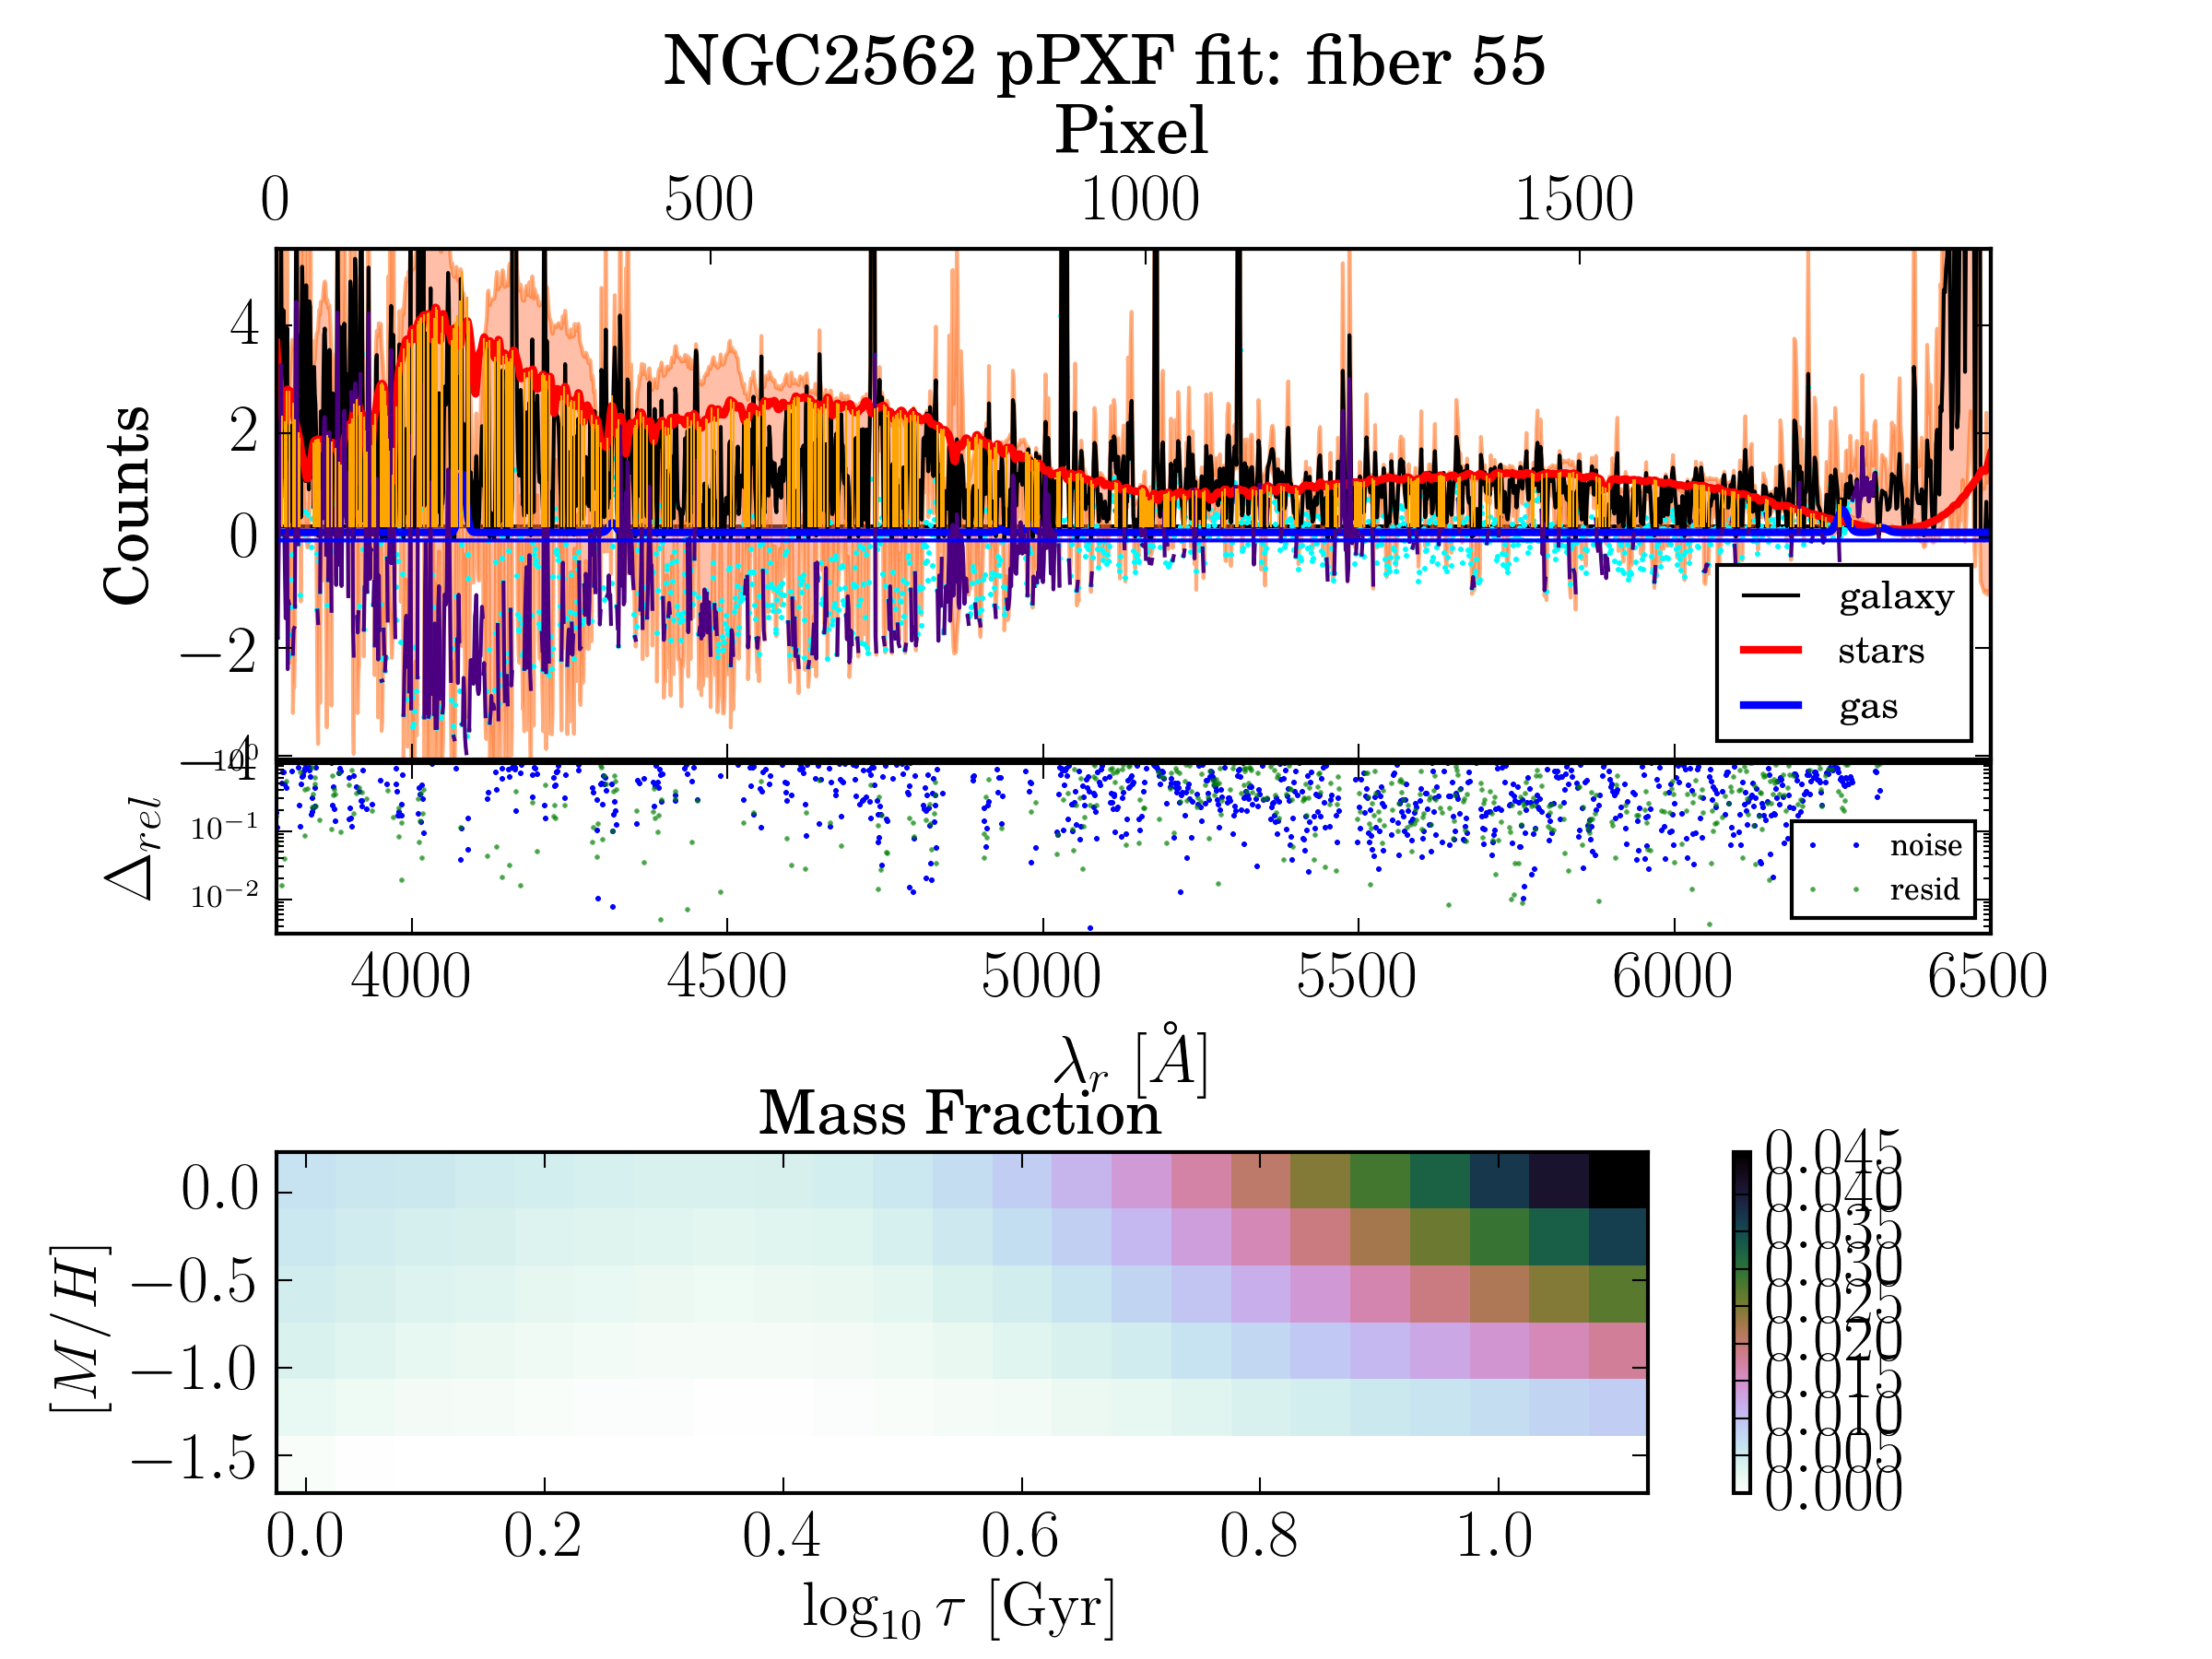 NGC2562 pPXF fit: fiber 55
Pixel
0 500 1000 1500
Counts
4
2
0
−2
−4
galaxy
stars
gas
Δrel
10^0
10^−1
10^−2
noise
resid
4000 4500 5000 5500 6000 6500
λr [Å]
Mass Fraction
[M/H]
0.0
−0.5
−1.0
−1.5
0.0 0.2 0.4 0.6 0.8 1.0
log10 τ [Gyr]
0.045
0.040
0.035
0.030
0.025
0.020
0.015
0.010
0.005
0.000